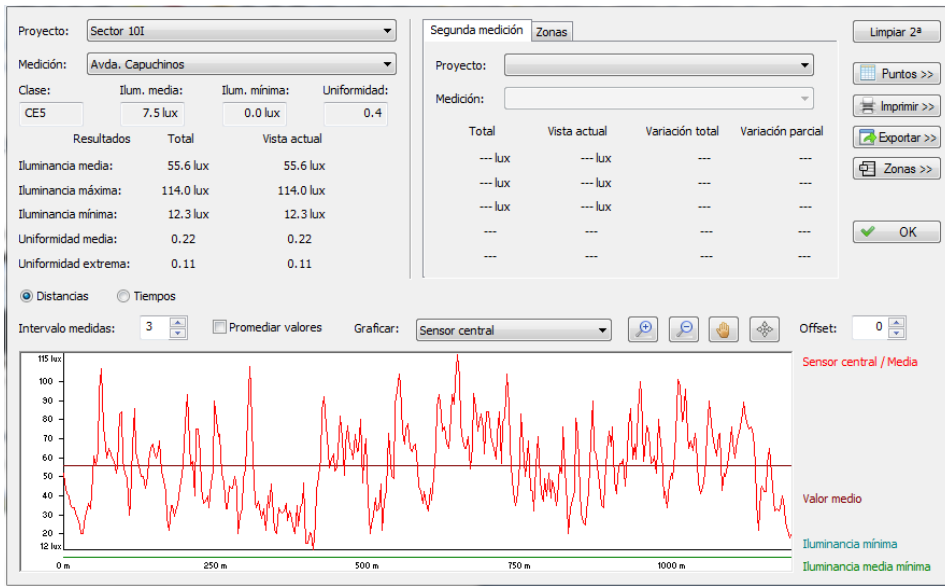 Proyecto: Sector 10I
Medición: Avda. Capuchinos
Clase: Ilum. media: Ilum. mínima: Uniformidad:
CE5 7.5 lux 0.0 lux 0.4
Resultados Total Vista actual
Iluminancia media: 55.6 lux 55.6 lux
Iluminancia máxima: 114.0 lux 114.0 lux
Iluminancia mínima: 12.3 lux 12.3 lux
Uniformidad media: 0.22 0.22
Uniformidad extrema: 0.11 0.11
Segunda medición Zonas
Proyecto:
Medición:
Total Vista actual Variación total Variación parcial
--- lux --- lux --- ---
--- lux --- lux --- ---
--- lux --- lux --- ---
--- --- --- ---
--- --- --- ---
Limpiar 2ª
Puntos >>
Imprimir >>
Exportar >>
Zonas >>
OK
Distancias Tiempos
Intervalo medidas: 3 Promediar valores Graficar: Sensor central Offset: 0
115 lux
100
90
80
70
60
50
40
30
20
12 lux
0 m 250 m 500 m 750 m 1000 m
Sensor central / Media
Valor medio
Iluminancia mínima
Iluminancia media mínima